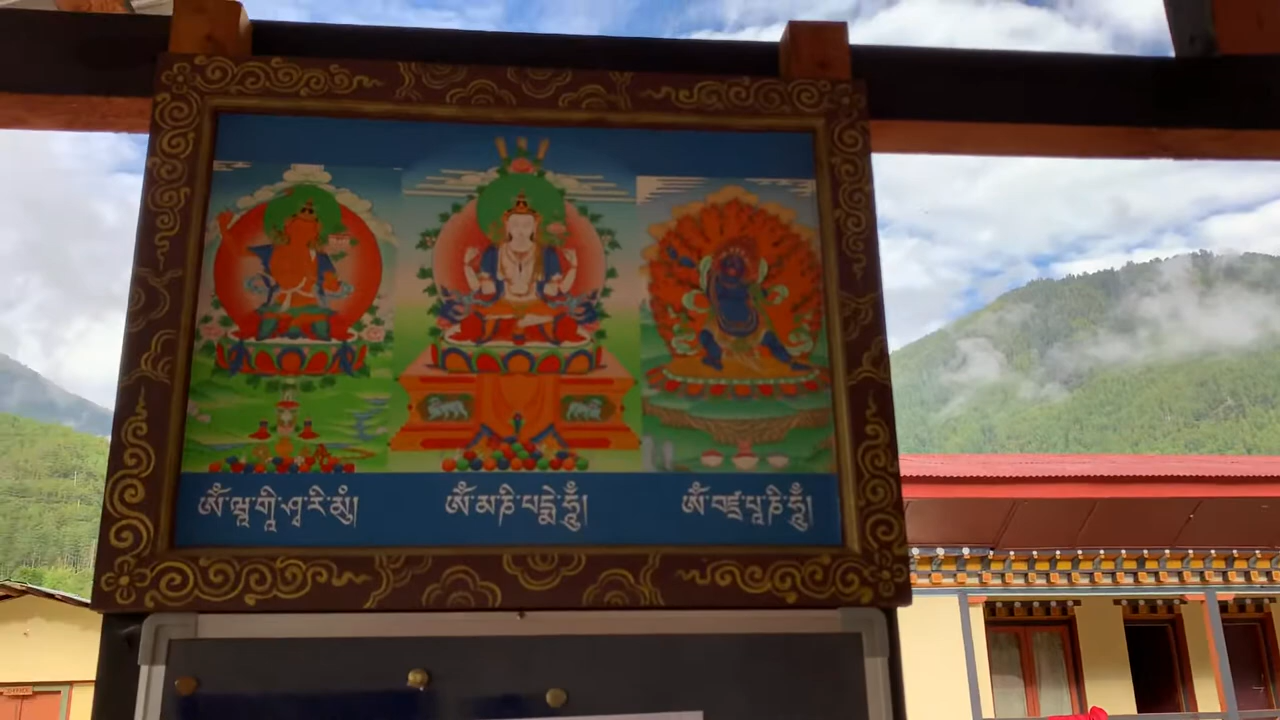 ༀ་ཝཱ་གཱི་ཤྭ་རི་མུཾ།
ༀ་མ་ཎི་པདྨེ་ཧཱུྃ།
ༀ་བཛྲ་པཱ་ཎི་ཧཱུྃ།